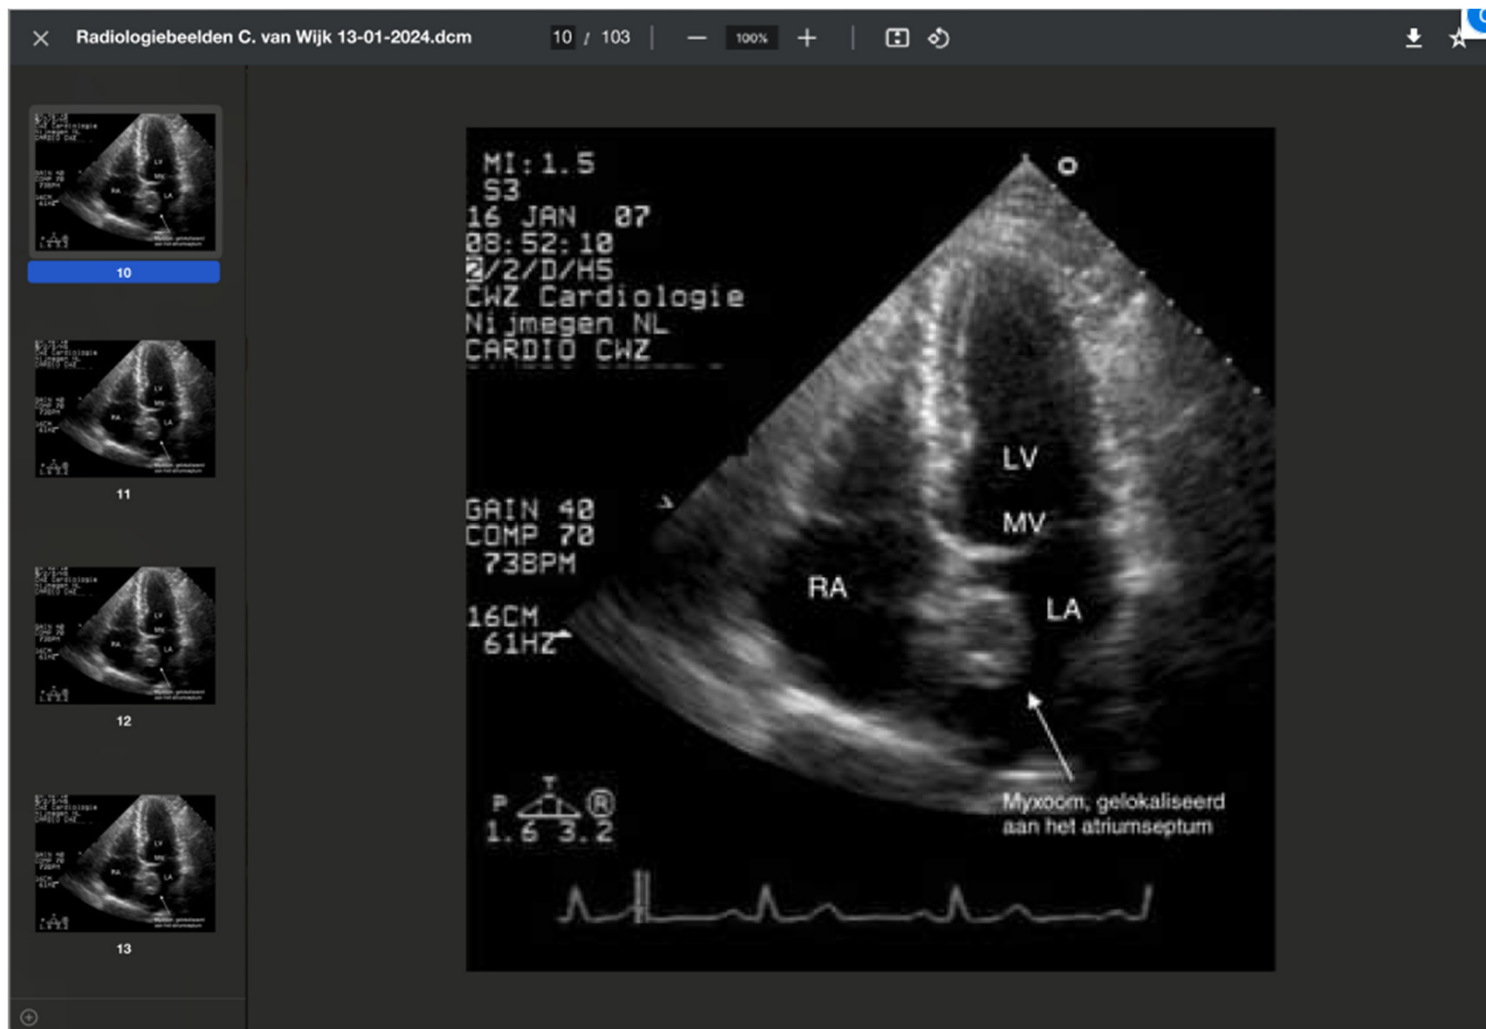 Radiologiebeelden C. van Wijk 13-01-2024.dcm
10 / 103
100%
MI:1.5
S3
16 JAN 07
08:52:10
2/2/D/H5
CWZ Cardiologie
Nijmegen NL
CARDIO CWZ
GAIN 40
COMP 70
73BPM
16CM
61HZ
LV
MV
RA
LA
Myxoom, gelokaliseerd
aan het atriumseptum
T
P R
1.6 3.2
10
11
12
13